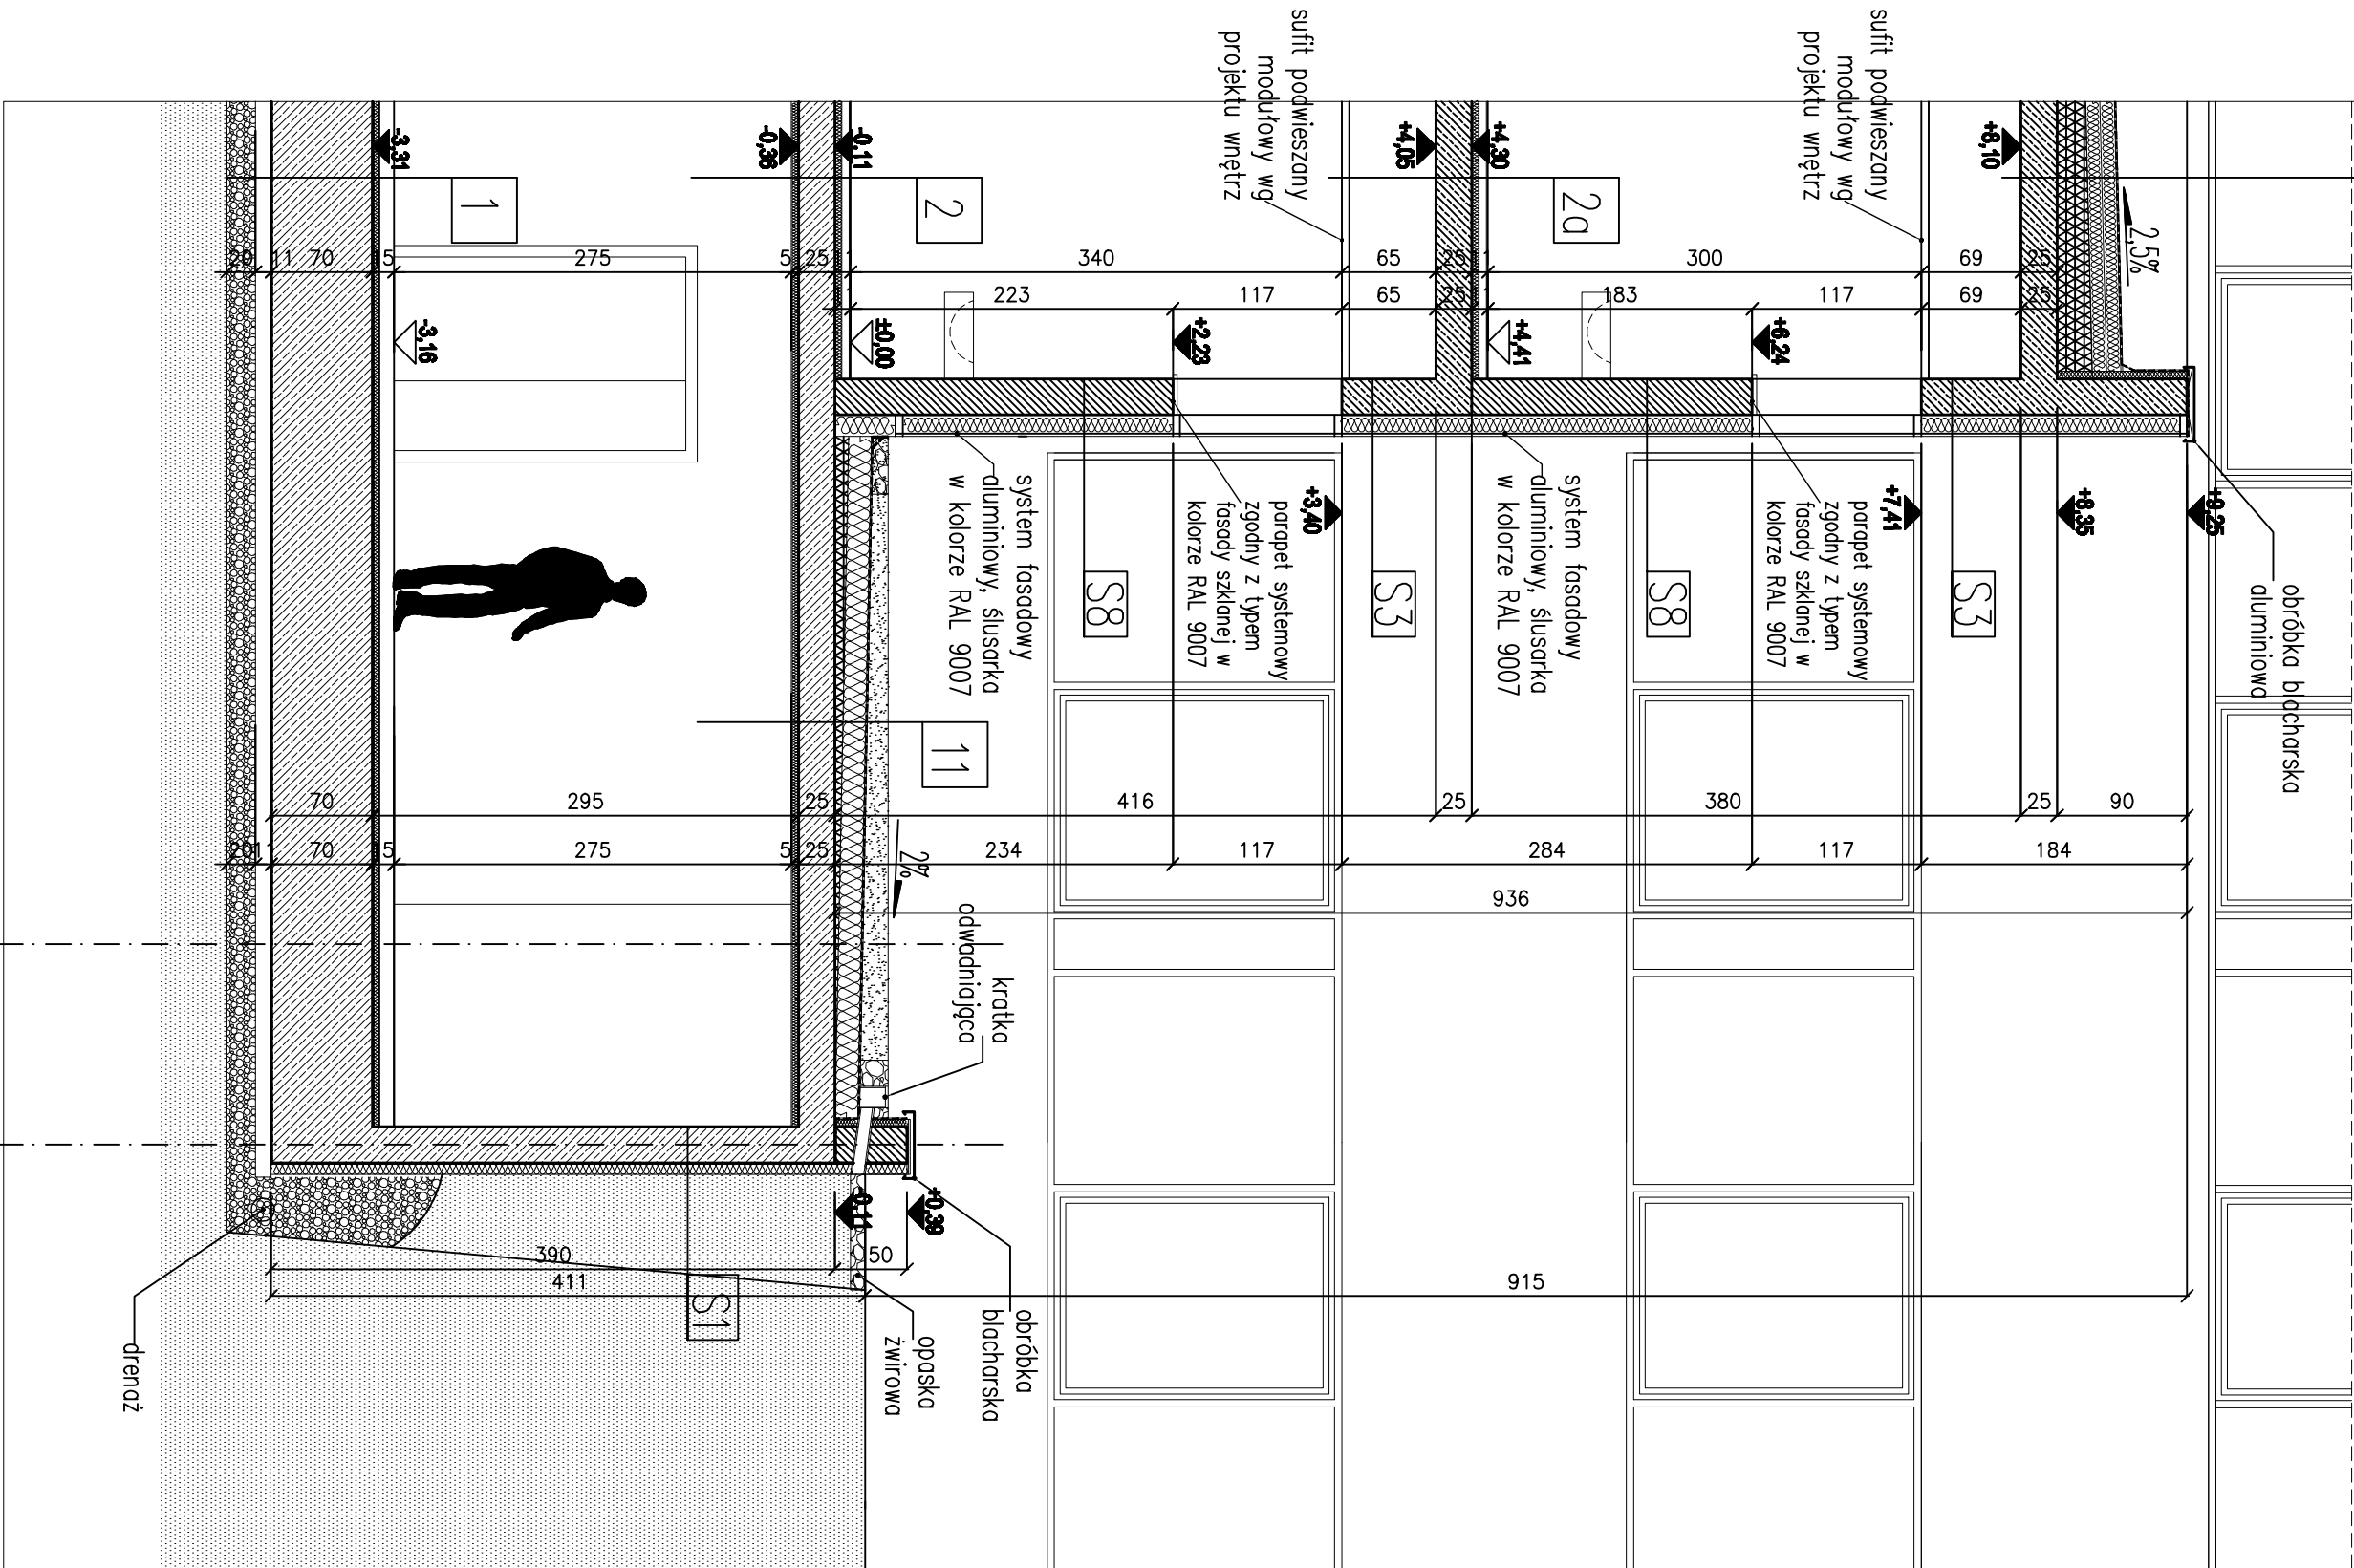 sufit podwieszany
modułowy wg
projektu wnętrz
sufit podwieszany
modułowy wg
projektu wnętrz
-3,31
-0,36
-0,11
+4,05
+4,30
+8,10
1
2
2a
2,5%
20
11
70
15
275
5
25
340
65
25
300
69
25
223
117
65
25
183
117
69
25
-3,16
±0,00
+2,23
+4,41
+6,24
system fasadowy
aluminiowy, ślusarka
w kolorze RAL 9007
parapet systemowy
zgodny z typem
fasady szklanej w
kolorze RAL 9007
+3,40
system fasadowy
aluminiowy, ślusarka
w kolorze RAL 9007
parapet systemowy
zgodny z typem
fasady szklanej w
kolorze RAL 9007
+7,41
+8,35
+9,25
S8
S3
S8
S3
obróbka blacharska
aluminiowa
11
70
295
25
416
25
380
25
90
20
70
15
275
5
25
234
117
284
117
184
2%
936
kratka
odwadniająca
-0,11
+0,39
390
50
411
915
S1
obróbka
blacharska
opaska
żwirowa
drenaż